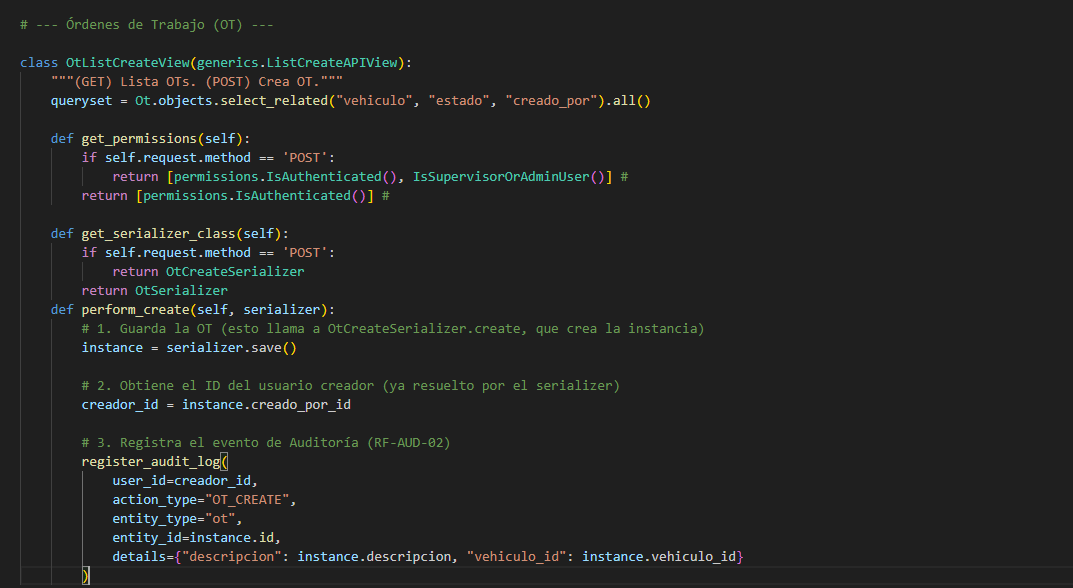 # --- Órdenes de Trabajo (OT) ---
class OtListCreateView(generics.ListCreateAPIView):
    """(GET) Lista OTs. (POST) Crea OT."""
    queryset = Ot.objects.select_related("vehiculo", "estado", "creado_por").all()
    def get_permissions(self):
        if self.request.method == 'POST':
            return [permissions.IsAuthenticated(), IsSupervisorOrAdminUser()] #
        return [permissions.IsAuthenticated()] #
    def get_serializer_class(self):
        if self.request.method == 'POST':
            return OtCreateSerializer
        return OtSerializer
    def perform_create(self, serializer):
        # 1. Guarda la OT (esto llama a OtCreateSerializer.create, que crea la instancia)
        instance = serializer.save()
        # 2. Obtiene el ID del usuario creador (ya resuelto por el serializer)
        creador_id = instance.creado_por_id
        # 3. Registra el evento de Auditoría (RF-AUD-02)
        register_audit_log(
            user_id=creador_id,
            action_type="OT_CREATE",
            entity_type="ot",
            entity_id=instance.id,
            details={"descripcion": instance.descripcion, "vehiculo_id": instance.vehiculo_id}
        )